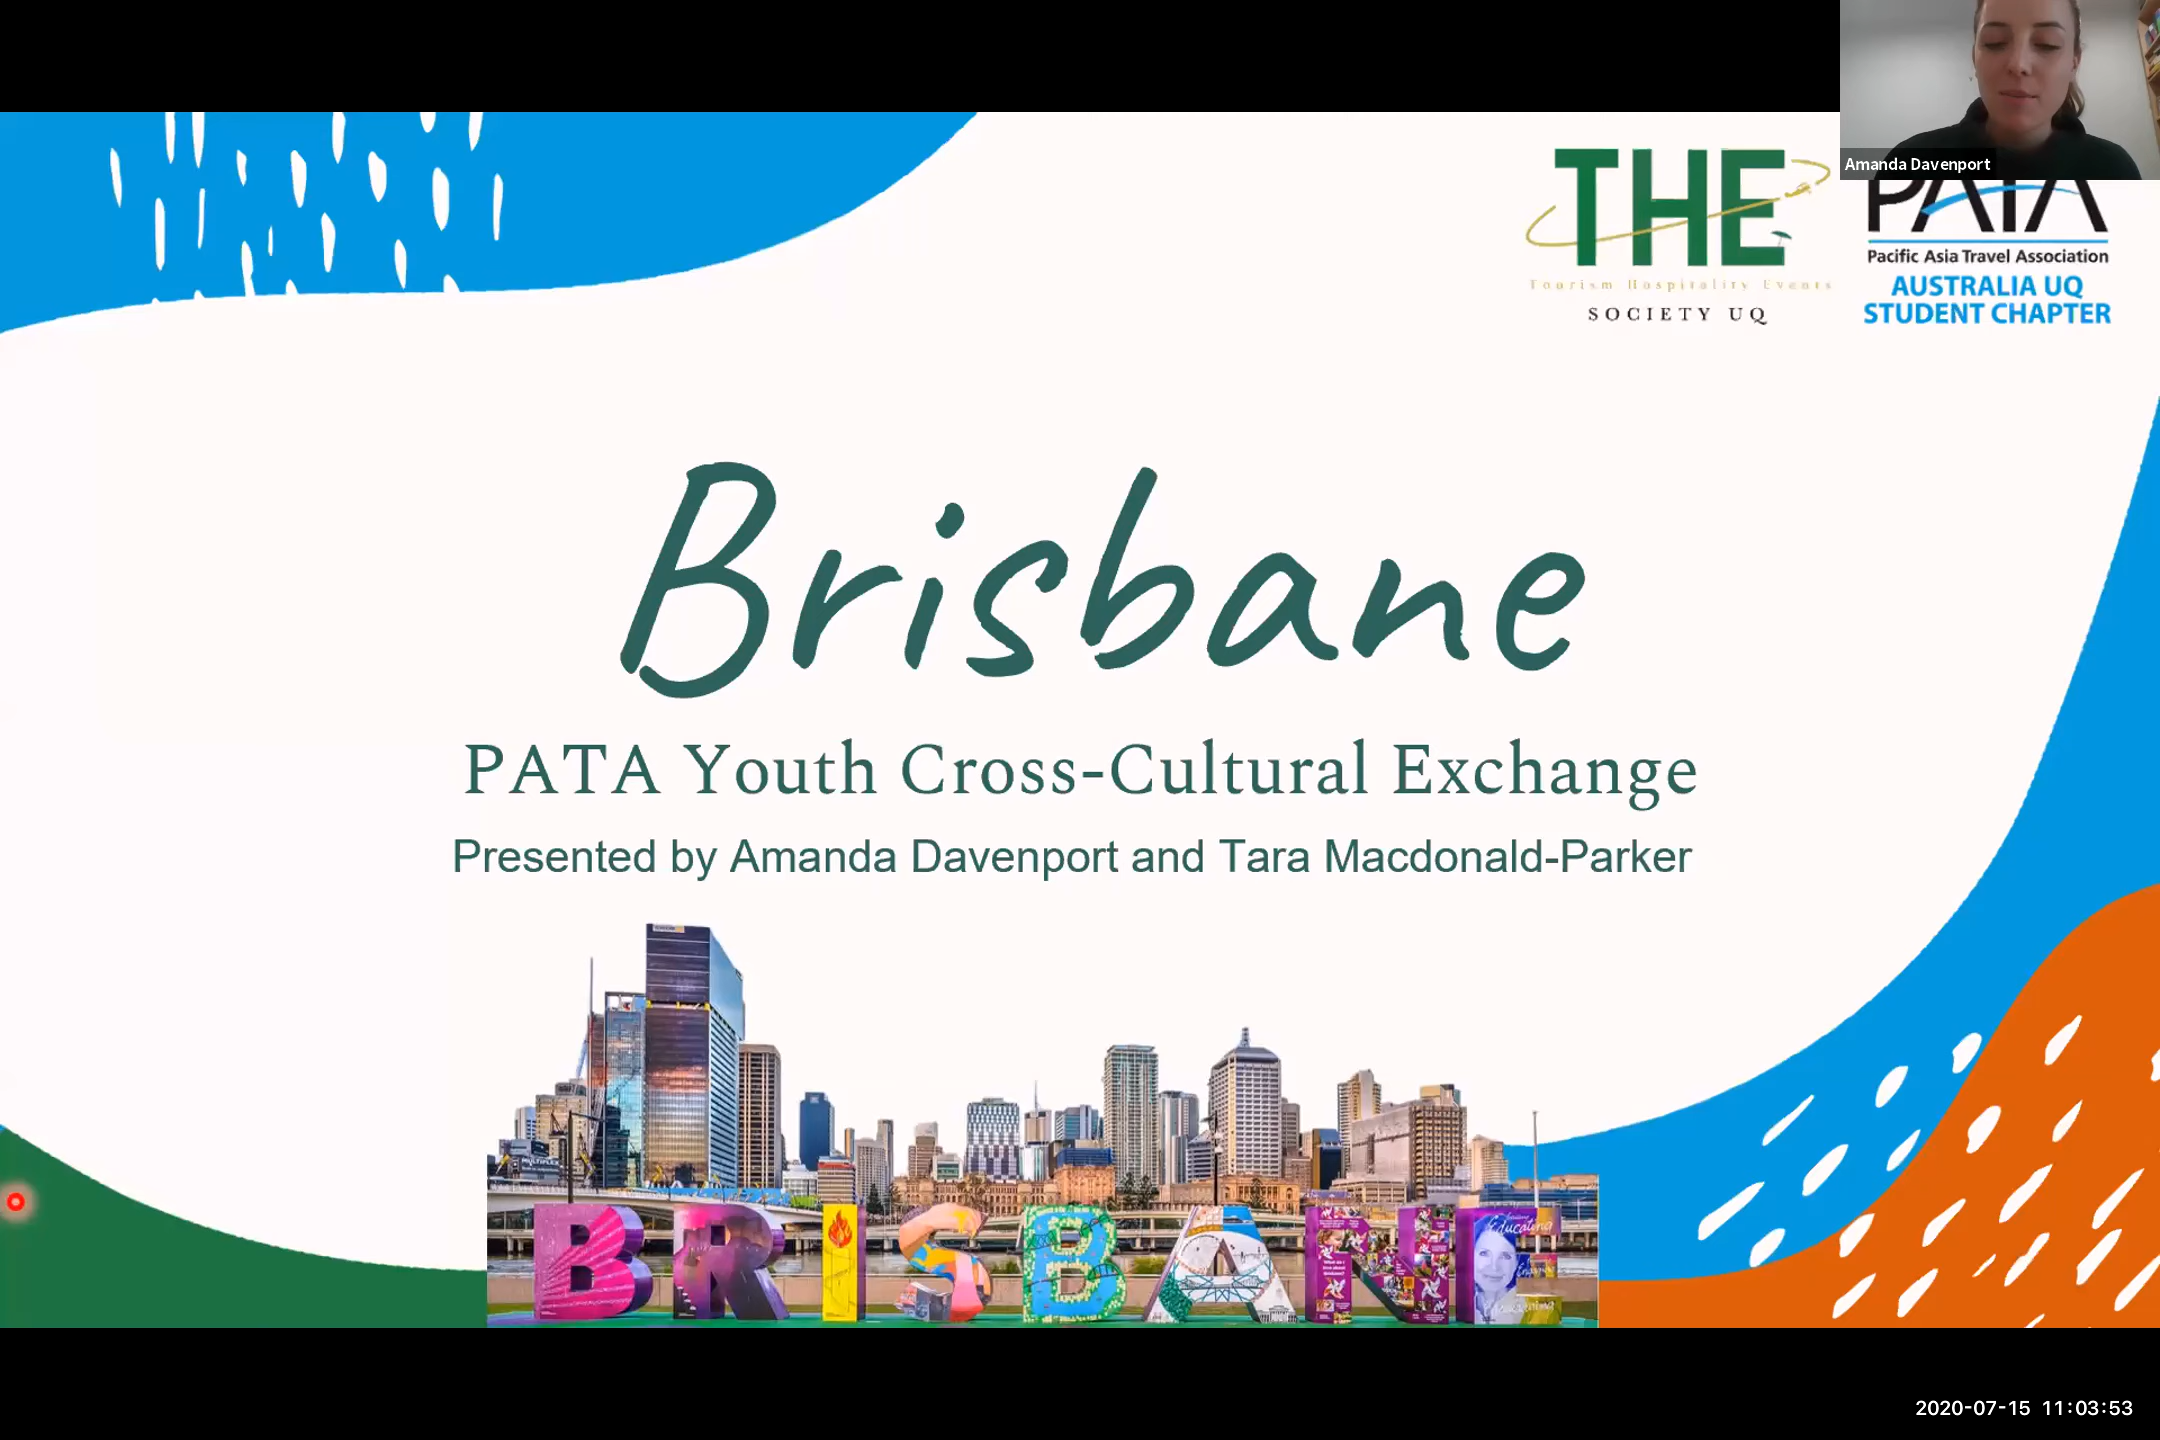 Amanda Davenport
THE
Tourism Hospitality Events
SOCIETY UQ
PATA
Pacific Asia Travel Association
AUSTRALIA UQ
STUDENT CHAPTER
Brisbane
PATA Youth Cross-Cultural Exchange
Presented by Amanda Davenport and Tara Macdonald-Parker
MULTIPLEX
BRISBANE
Educating
2020-07-15 11:03:53